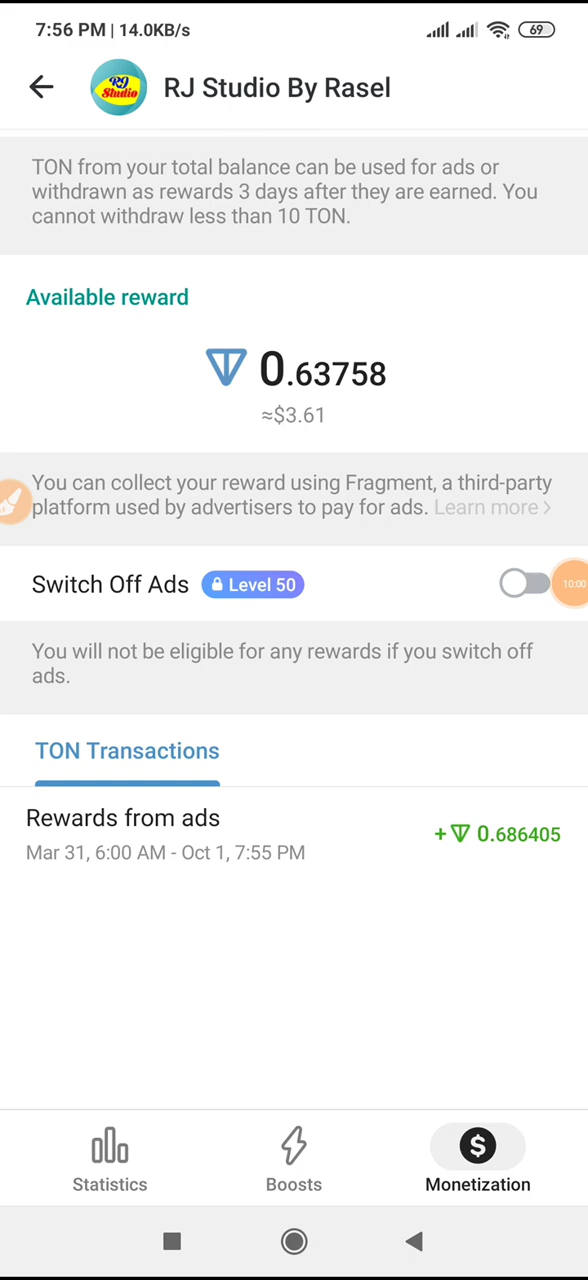 7:56 PM | 14.0KB/s
69
RJ Studio
RJ Studio By Rasel
TON from your total balance can be used for ads or
withdrawn as rewards 3 days after they are earned. You
cannot withdraw less than 10 TON.
Available reward
0.63758
≈$3.61
You can collect your reward using Fragment, a third-party
platform used by advertisers to pay for ads. Learn more >
Switch Off Ads Level 50
10:00
You will not be eligible for any rewards if you switch off
ads.
TON Transactions
Rewards from ads
+ 0.686405
Mar 31, 6:00 AM - Oct 1, 7:55 PM
$
Statistics
Boosts
Monetization